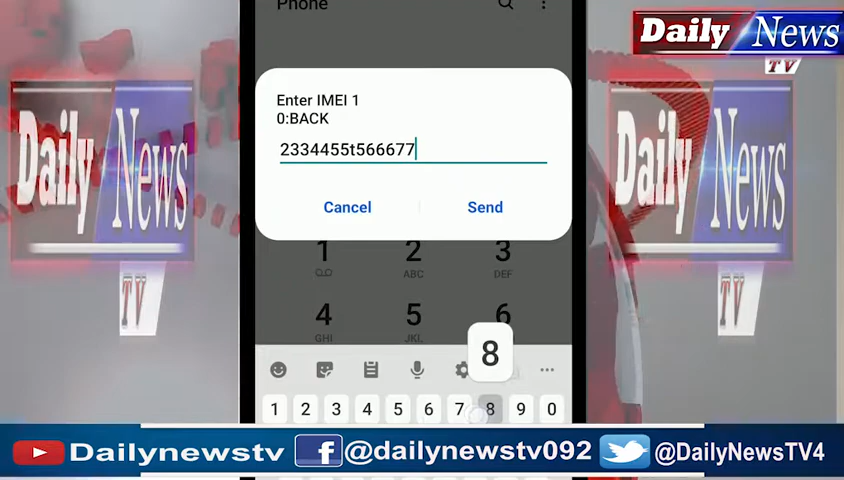 Phone
Daily News
TV
Enter IMEI 1
0:BACK
2334455t566677
Cancel
Send
Daily News
TV
Daily News
TV
1
2
ABC
3
DEF
4
GHI
5
JKL
6
8
1 2 3 4 5 6 7 8 9 0
Dailynewstv
f @dailynewstv092
@DailyNewsTV4